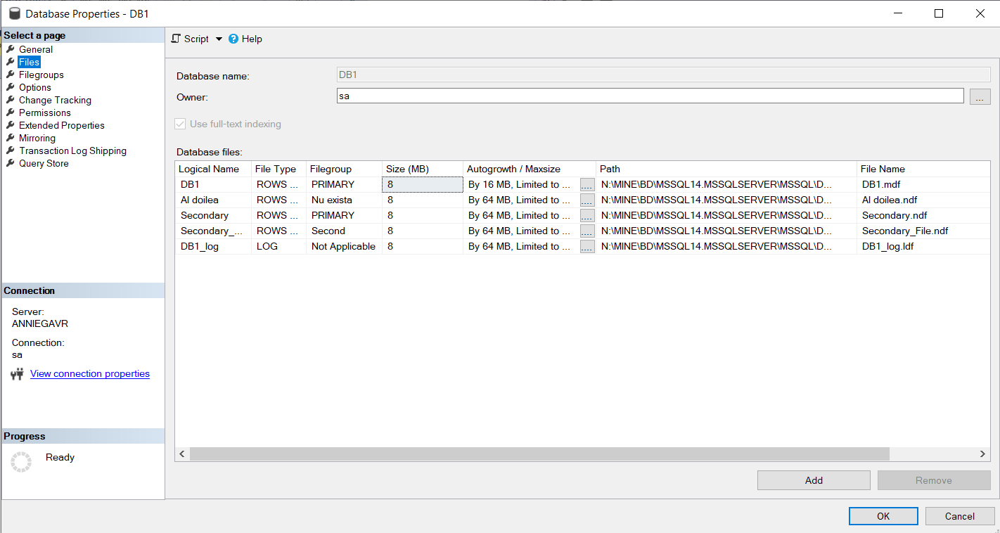 Database Properties - DB1
Select a page
General
Files
Filegroups
Options
Change Tracking
Permissions
Extended Properties
Mirroring
Transaction Log Shipping
Query Store
Connection
Server:
ANNIEGAVR
Connection:
sa
View connection properties
Progress
Ready
Script Help
Database name: DB1
Owner: sa ...
Use full-text indexing
Database files:
Logical Name File Type Filegroup Size (MB) Autogrowth / Maxsize Path File Name
DB1 ROWS ... PRIMARY 8 By 16 MB, Limited to ... .... N:\MINE\BD\MSSQL14.MSSQLSERVER\MSSQL\D... DB1.mdf
Al doilea ROWS ... Nu exista 8 By 64 MB, Limited to ... .... N:\MINE\BD\MSSQL14.MSSQLSERVER\MSSQL\D... Al doilea.ndf
Secondary ROWS ... PRIMARY 8 By 64 MB, Limited to ... .... N:\MINE\BD\MSSQL14.MSSQLSERVER\MSSQL\D... Secondary.ndf
Secondary_... ROWS ... Second 8 By 64 MB, Limited to ... .... N:\MINE\BD\MSSQL14.MSSQLSERVER\MSSQL\D... Secondary_File.ndf
DB1_log LOG Not Applicable 8 By 64 MB, Limited to ... .... N:\MINE\BD\MSSQL14.MSSQLSERVER\MSSQL\D... DB1_log.ldf
Add Remove
OK Cancel